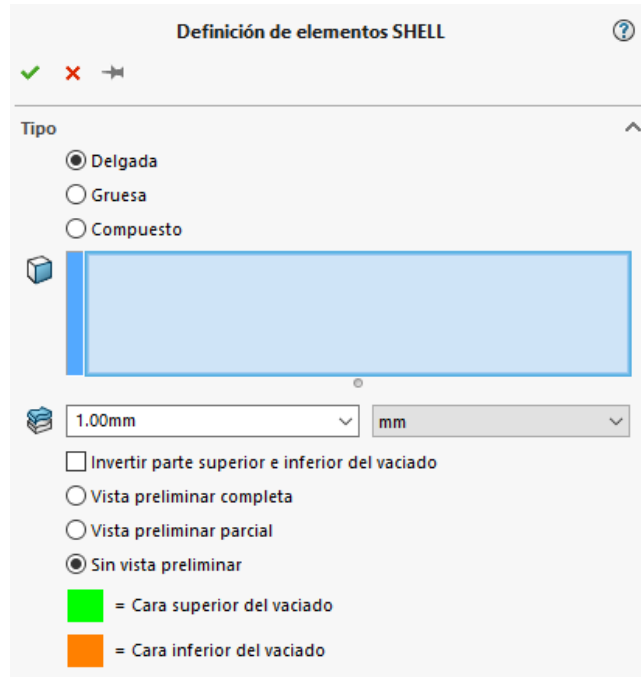 Definición de elementos SHELL
Tipo
Delgada
Gruesa
Compuesto
1.00mm mm
Invertir parte superior e inferior del vaciado
Vista preliminar completa
Vista preliminar parcial
Sin vista preliminar
= Cara superior del vaciado
= Cara inferior del vaciado